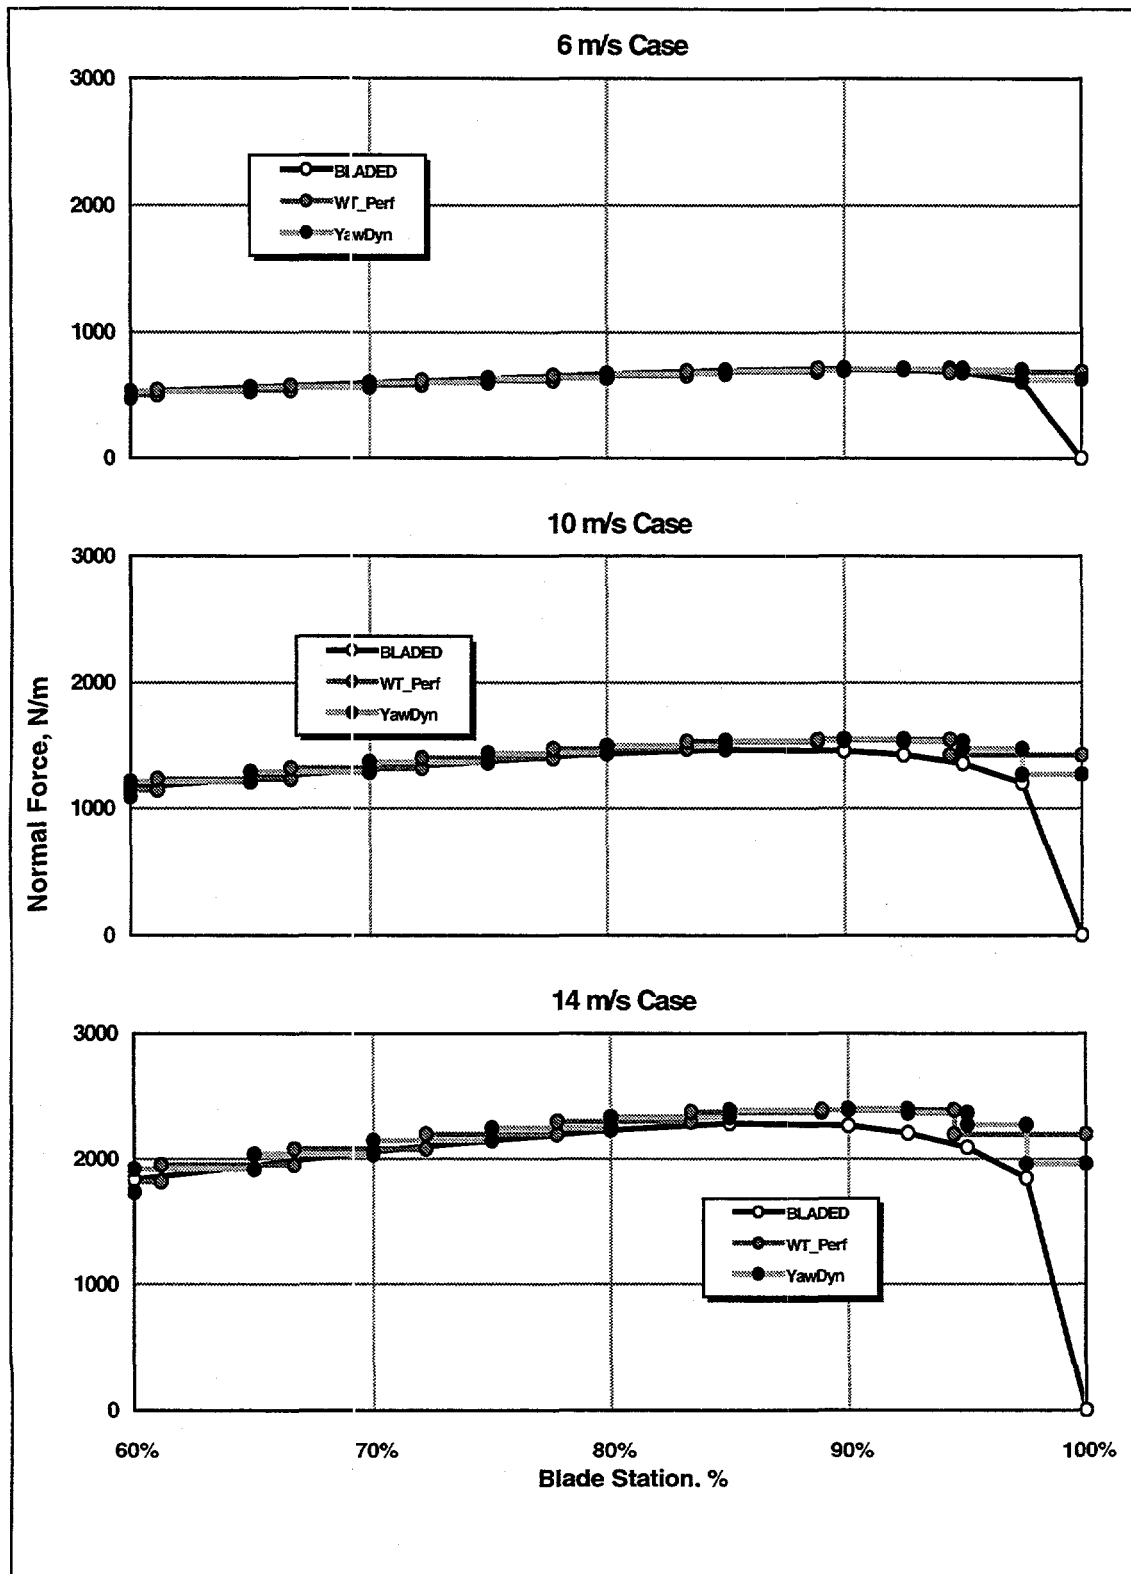 6 m/s Case
3000
2000
1000
0
BLADED
WT_Perf
YawDyn
10 m/s Case
3000
2000
1000
0
BLADED
WT_Perf
YawDyn
Normal Force, N/m
14 m/s Case
3000
2000
1000
0
BLADED
WT_Perf
YawDyn
60% 70% 80% 90% 100%
Blade Station. %